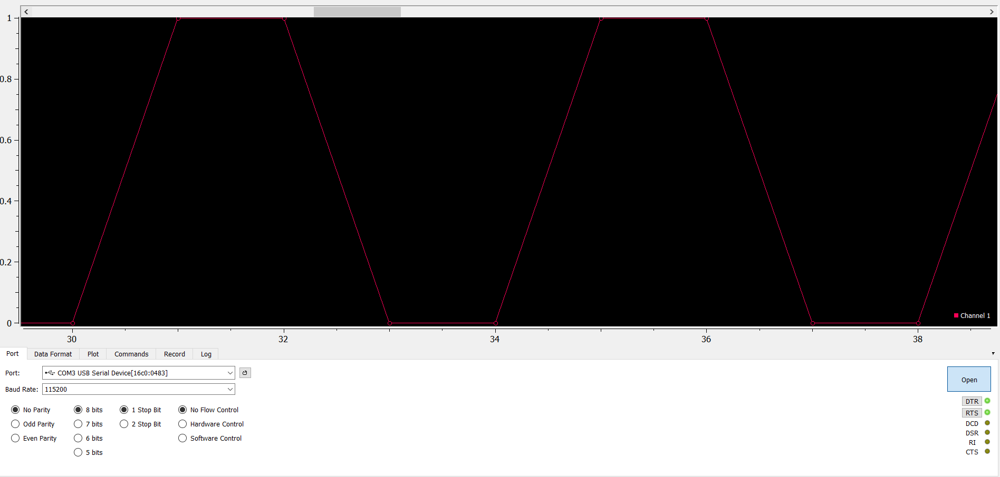 1
0.8
0.6
0.4
0.2
0
Channel 1
30 32 34 36 38
Port Data Format Plot Commands Record Log
Port: COM3 USB Serial Device[16c0:0483]
Open
Baud Rate: 115200
DTR
No Parity 8 bits 1 Stop Bit No Flow Control
RTS
Odd Parity 7 bits 2 Stop Bit Hardware Control
DCD
DSR
Even Parity 6 bits Software Control
RI
5 bits
CTS